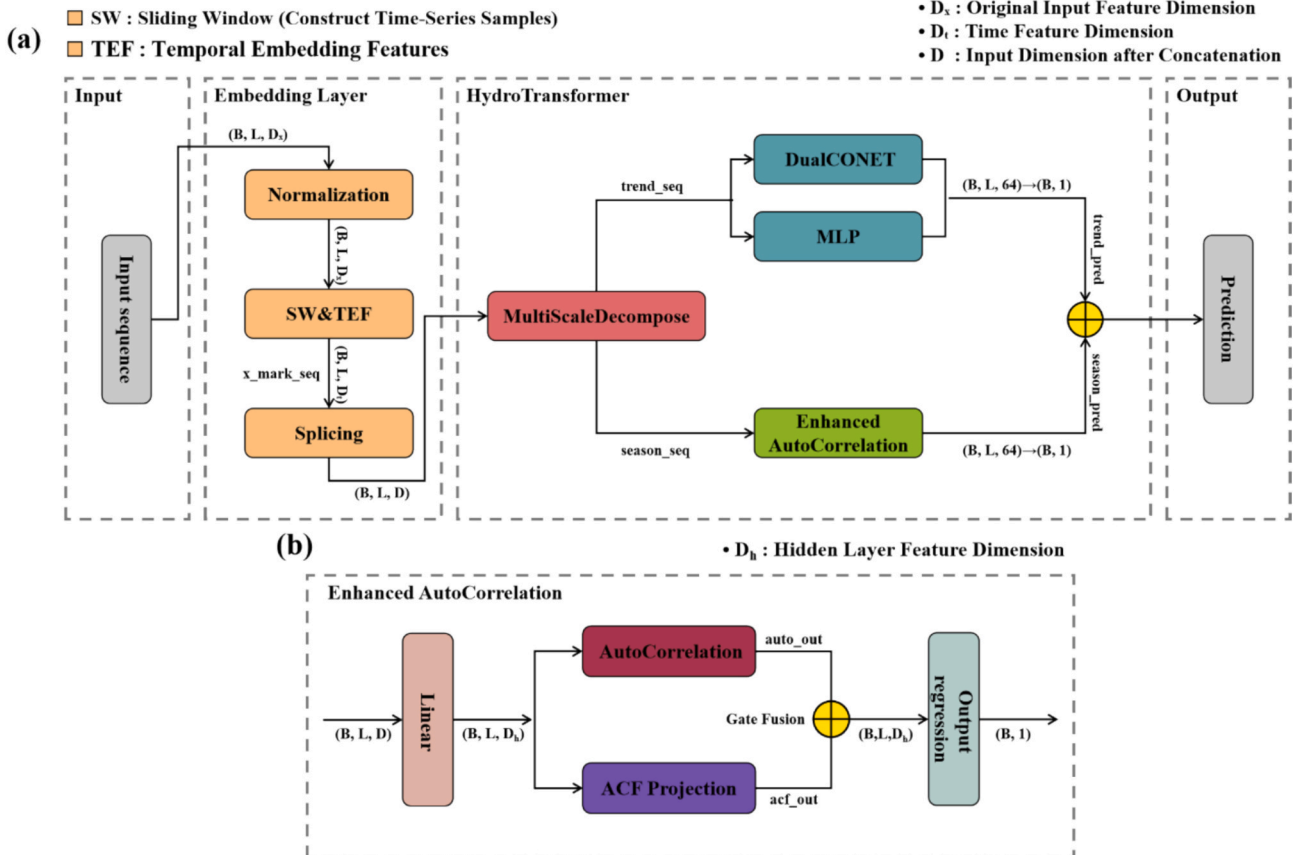 (a)
SW : Sliding Window (Construct Time-Series Samples)
TEF : Temporal Embedding Features
• Dₓ : Original Input Feature Dimension
• Dₜ : Time Feature Dimension
• D : Input Dimension after Concatenation
Input
Input sequence
Embedding Layer
(B, L, Dₓ)
Normalization
(B, L, Dₓ)
SW&TEF
x_mark_seq
(B, L, Dₜ)
Splicing
(B, L, D)
HydroTransformer
MultiScaleDecompose
trend_seq
DualCONET
MLP
(B, L, 64)→(B, 1)
trend_pred
season_seq
Enhanced
AutoCorrelation
(B, L, 64)→(B, 1)
season_pred
Output
Prediction
(b)
• Dₕ : Hidden Layer Feature Dimension
Enhanced AutoCorrelation
(B, L, D)
Linear
(B, L, Dₕ)
AutoCorrelation
auto_out
ACF Projection
acf_out
Gate Fusion
(B,L,Dₕ)
Output
regression
(B, 1)